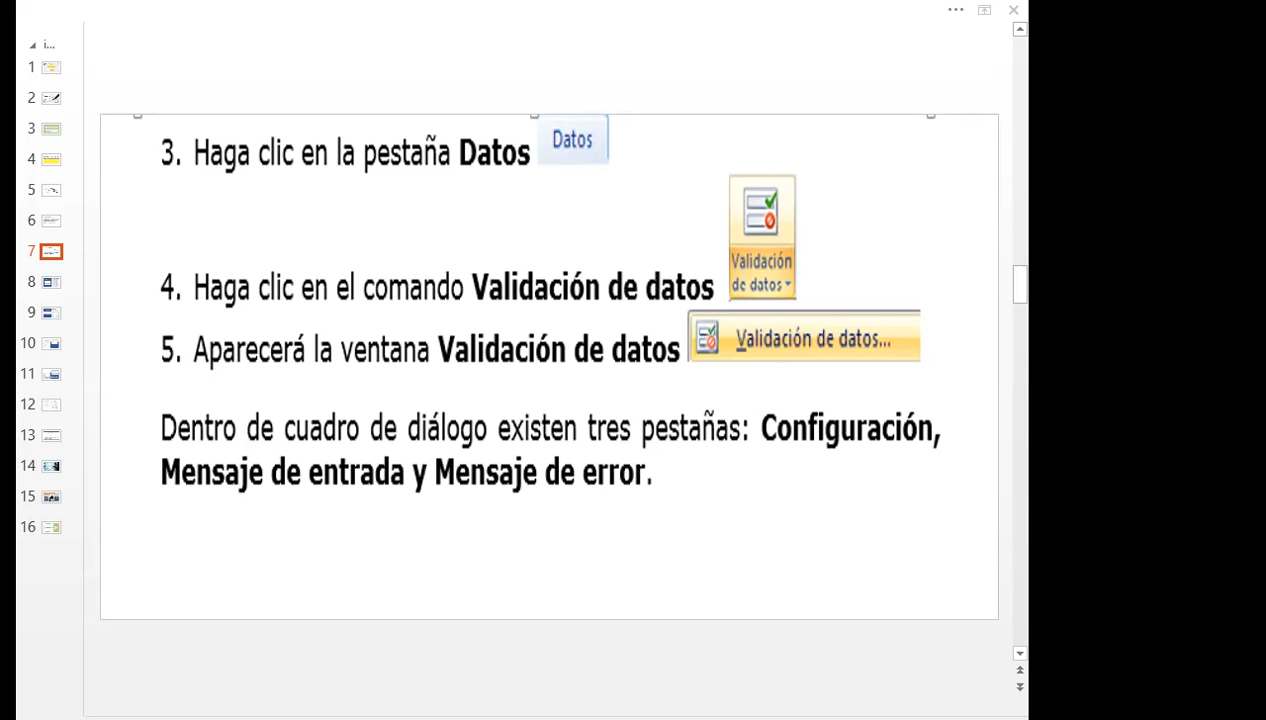 i...
1
2
3
4
5
6
7
8
9
10
11
12
13
14
15
16
3. Haga clic en la pestaña Datos Datos
Validación
de datos
4. Haga clic en el comando Validación de datos
5. Aparecerá la ventana Validación de datos Validación de datos...
Dentro de cuadro de diálogo existen tres pestañas: Configuración,
Mensaje de entrada y Mensaje de error.